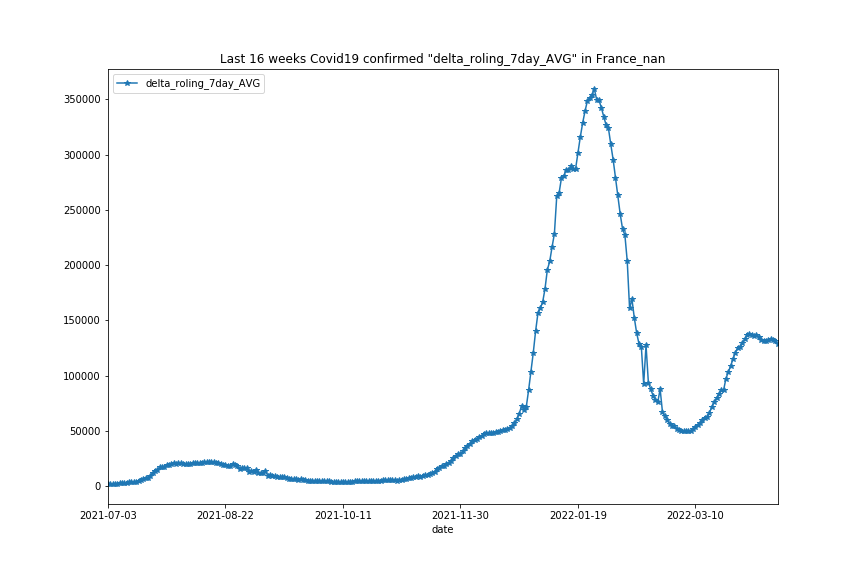 Last 16 weeks Covid19 confirmed "delta_roling_7day_AVG" in France_nan
delta_roling_7day_AVG
350000
300000
250000
200000
150000
100000
50000
0
2021-07-03 2021-08-22 2021-10-11 2021-11-30 2022-01-19 2022-03-10
date